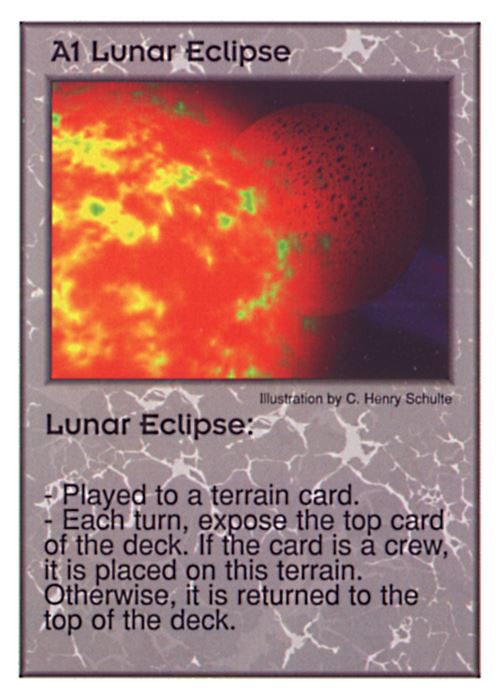 A1 Lunar Eclipse
Illustration by C. Henry Schulte
Lunar Eclipse:
- Played to a terrain card.
- Each turn, expose the top card
of the deck. If the card is a crew,
it is placed on this terrain.
Otherwise, it is returned to the
top of the deck.